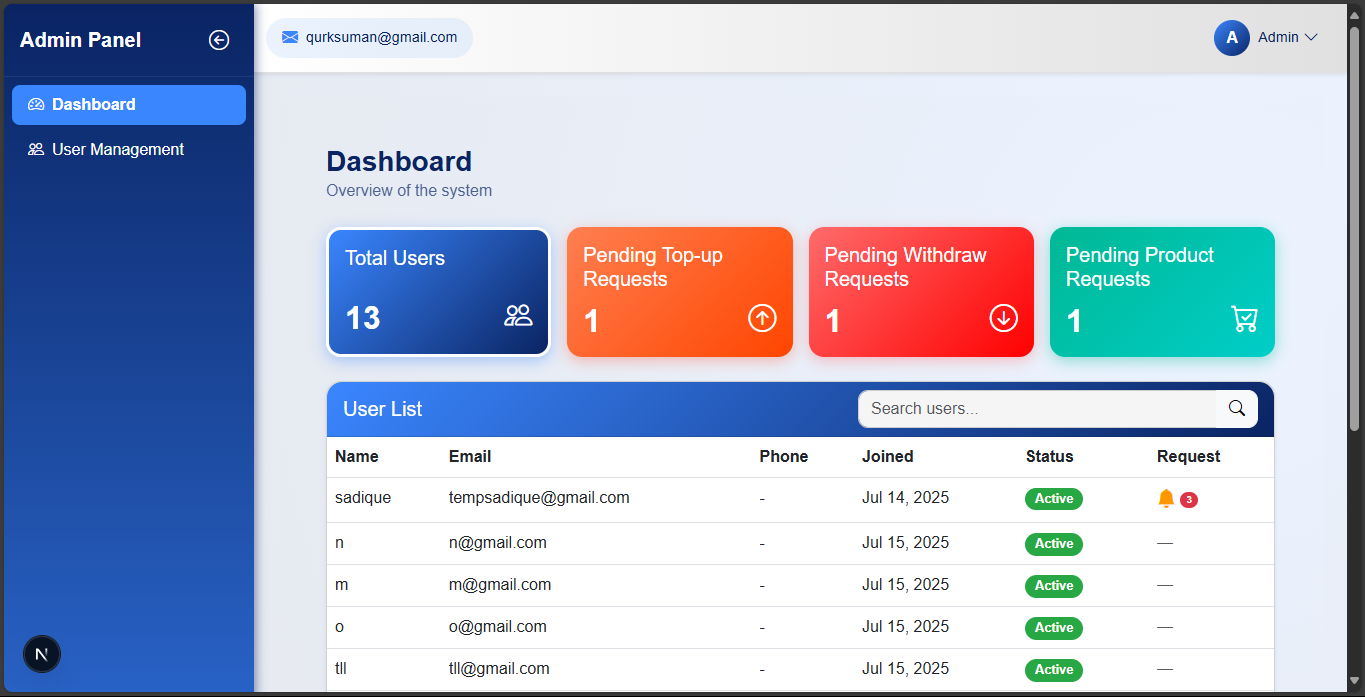 Admin Panel
qurksuman@gmail.com
A Admin
Dashboard
User Management
Dashboard
Overview of the system
Total Users
13
Pending Top-up
Requests
1
Pending Withdraw
Requests
1
Pending Product
Requests
1
User List
Search users...
Name Email Phone Joined Status Request
sadique tempsadique@gmail.com - Jul 14, 2025 Active 3
n n@gmail.com - Jul 15, 2025 Active —
m m@gmail.com - Jul 15, 2025 Active —
o o@gmail.com - Jul 15, 2025 Active —
tll tll@gmail.com - Jul 15, 2025 Active —
N